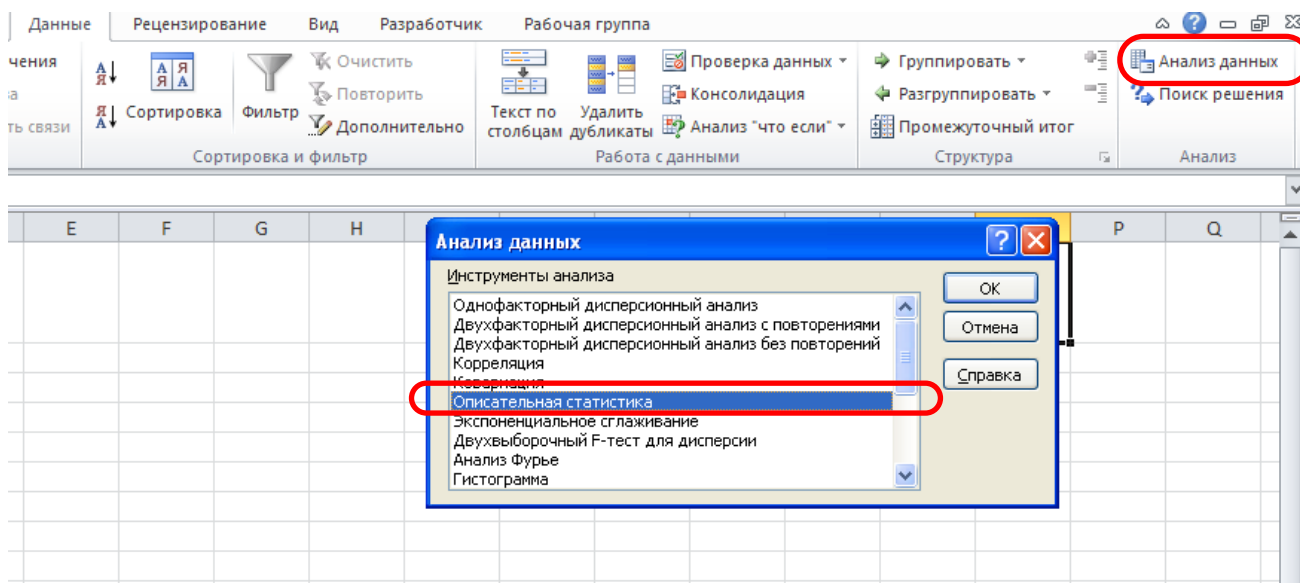 Данные Рецензирование Вид Разработчик Рабочая группа
чения
за
ть связи
Сортировка
Фильтр
Очистить
Повторить
Дополнительно
Сортировка и фильтр
Текст по столбцам
Удалить дубликаты
Проверка данных
Консолидация
Анализ "что если"
Работа с данными
Группировать
Разгруппировать
Промежуточный итог
Структура
Анализ данных
Поиск решения
Анализ
E F G H P Q
Анализ данных
Инструменты анализа
Однофакторный дисперсионный анализ
Двухфакторный дисперсионный анализ с повторениями
Двухфакторный дисперсионный анализ без повторений
Корреляция
Ковариация
Описательная статистика
Экспоненциальное сглаживание
Двухвыборочный F-тест для дисперсии
Анализ Фурье
Гистограмма
ОК
Отмена
Справка